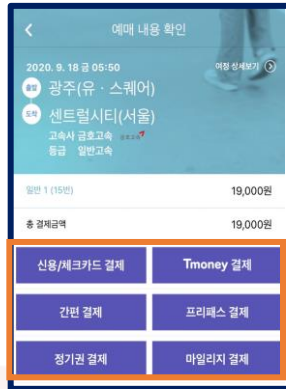 예매 내용 확인
2020. 9. 18 금 05:50
여정 상세보기
출발 광주(유 · 스퀘어)
도착 센트럴시티(서울)
고속사 금호고속 금호고속
등급 일반고속
일반 1 (15번) 19,000원
총 결제금액 19,000원
신용/체크카드 결제 Tmoney 결제
간편 결제 프리패스 결제
정기권 결제 마일리지 결제